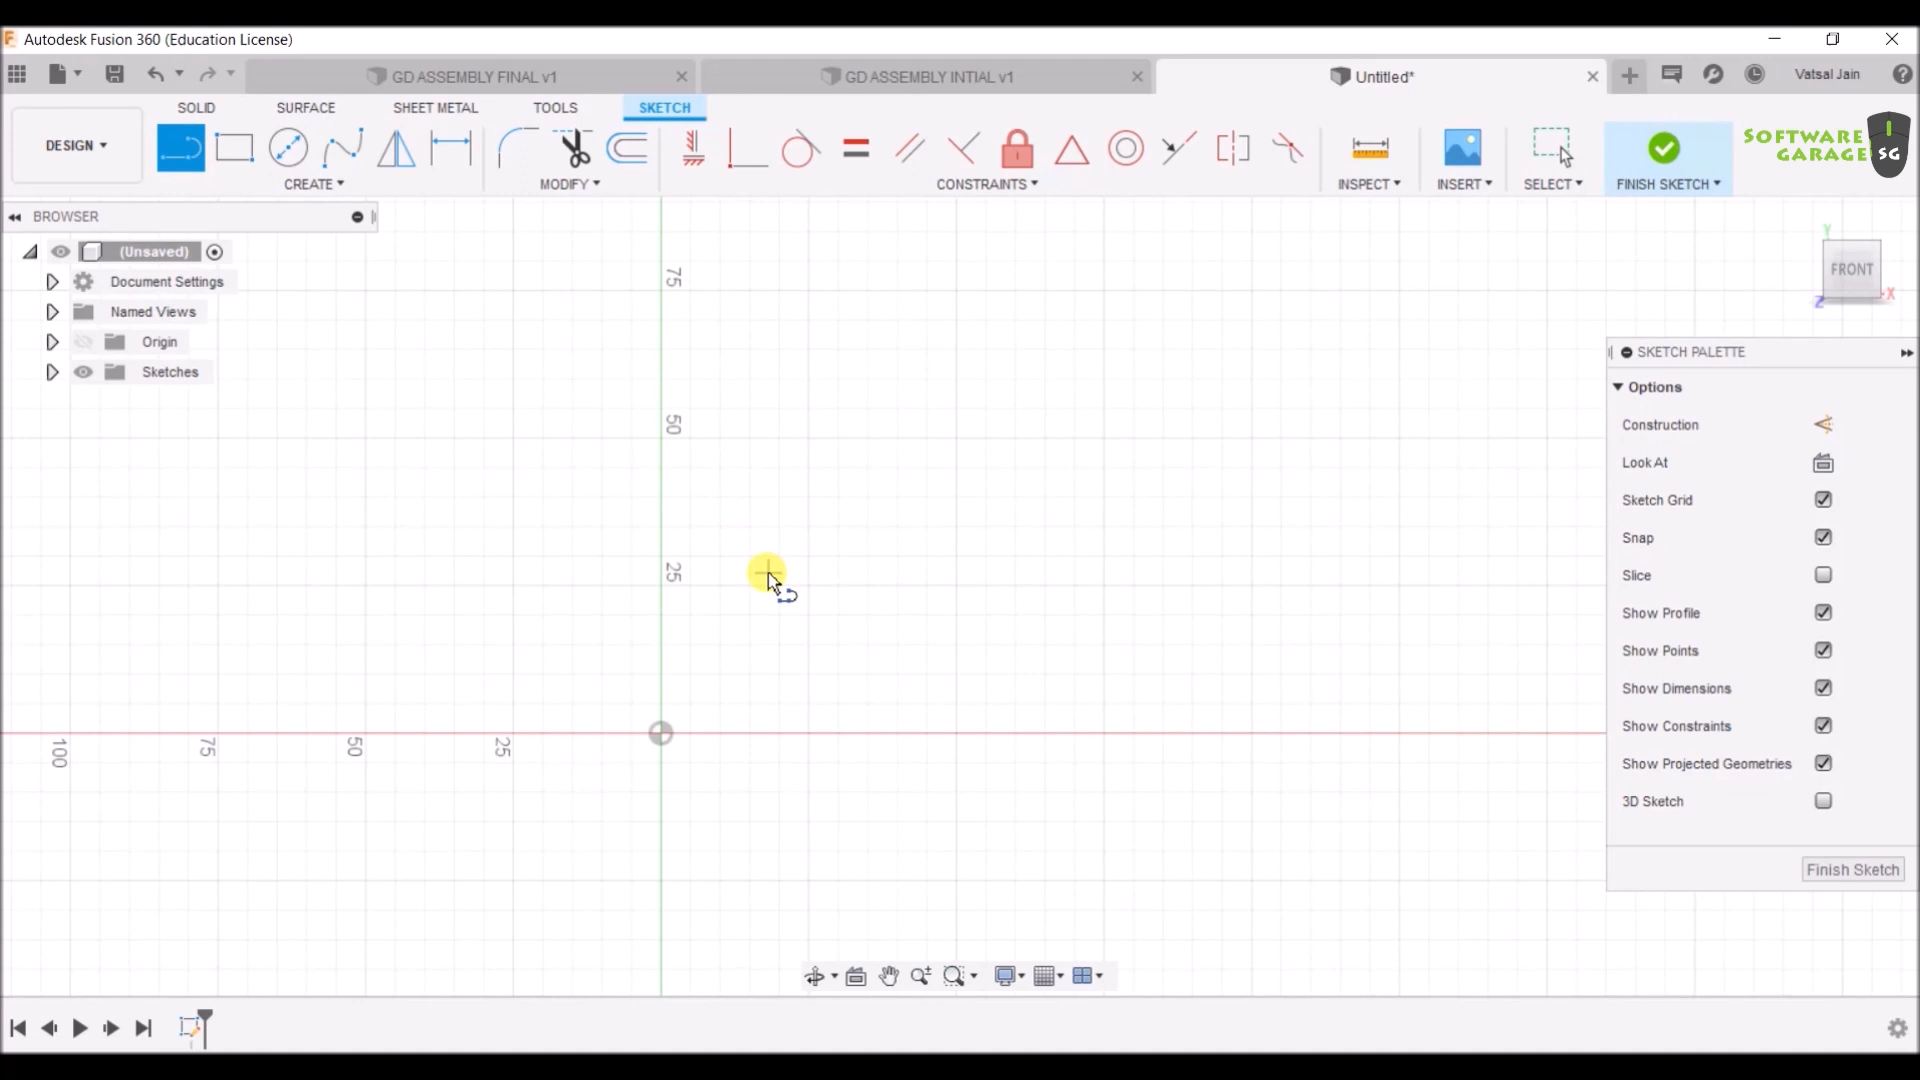 Autodesk Fusion 360 (Education License)
GD ASSEMBLY FINAL v1
GD ASSEMBLY INTIAL v1
Untitled*
Vatsal Jain
SOLID
SURFACE
SHEET METAL
TOOLS
SKETCH
DESIGN
CREATE
MODIFY
CONSTRAINTS
INSPECT
INSERT
SELECT
FINISH SKETCH
SOFTWARE
GARAGE
SG
BROWSER
(Unsaved)
Document Settings
Named Views
Origin
Sketches
75
50
25
100
75
50
25
Y
FRONT
X
Z
SKETCH PALETTE
Options
Construction
Look At
Sketch Grid
Snap
Slice
Show Profile
Show Points
Show Dimensions
Show Constraints
Show Projected Geometries
3D Sketch
Finish Sketch